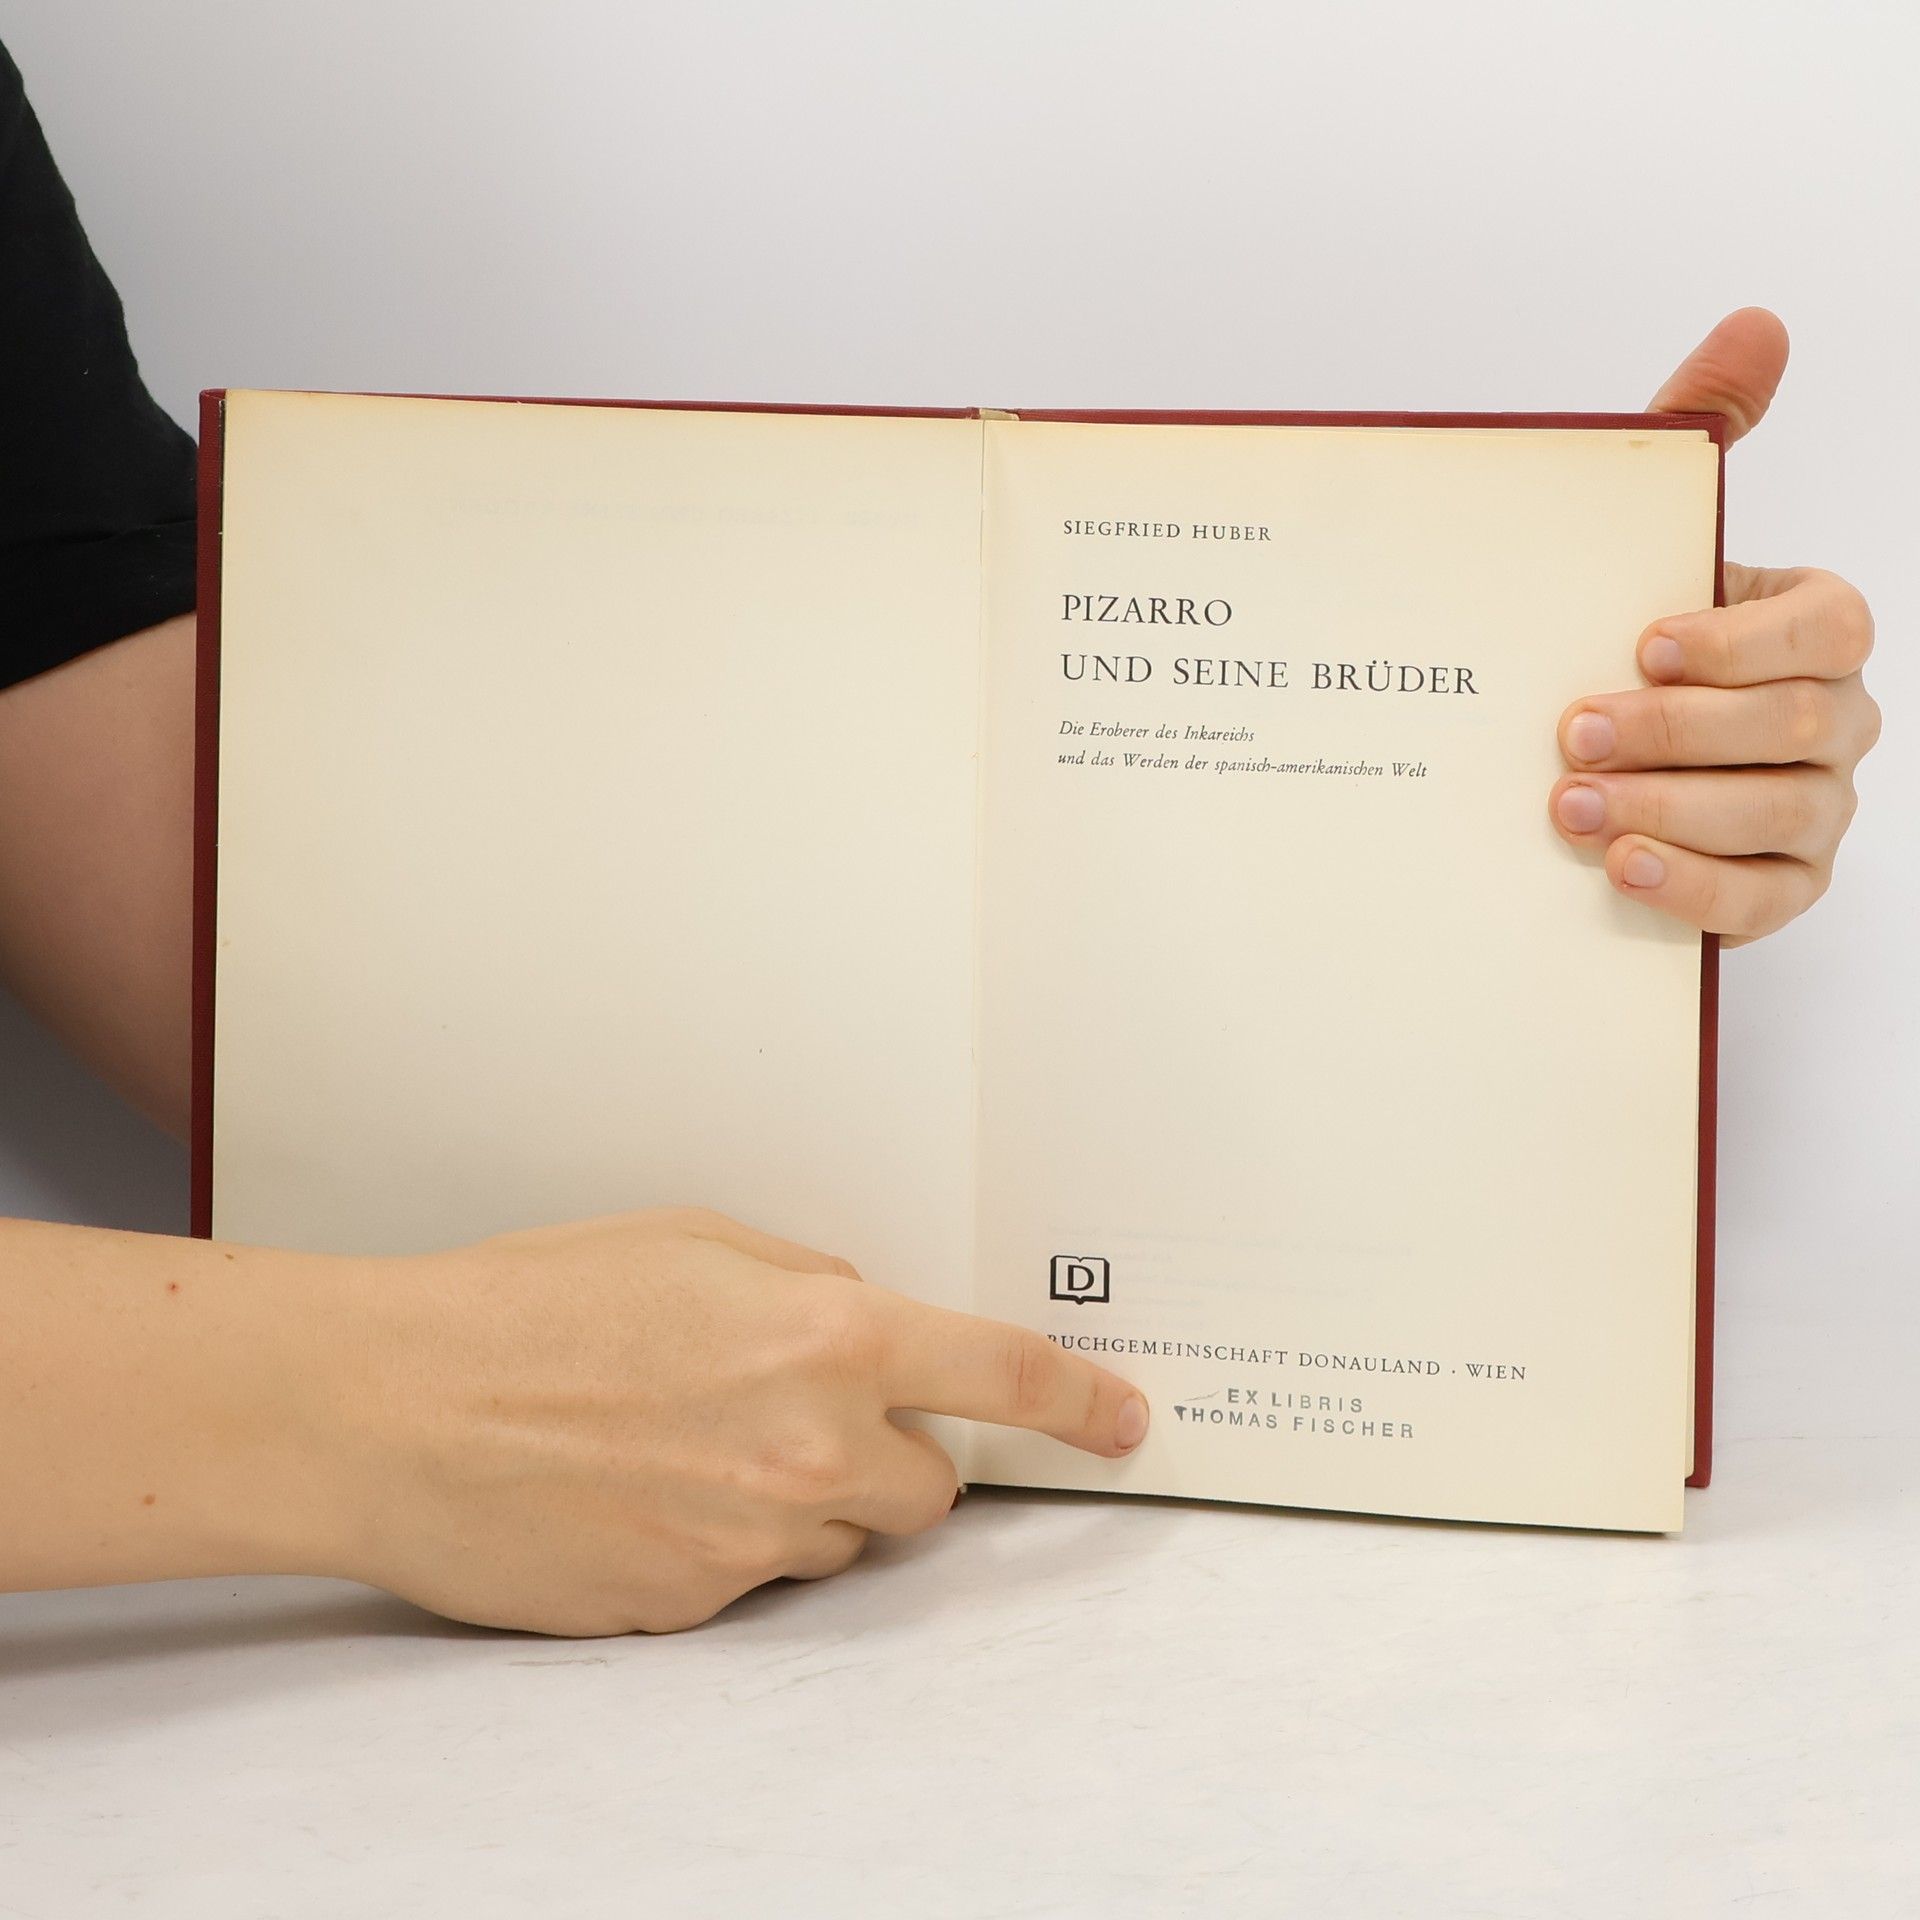 SIEGFRIED HUBER
PIZARRO
UND SEINE BRÜDER
Die Eroberer des Inkareichs
und das Werden der spanisch-amerikanischen Welt
D
BUCHGEMEINSCHAFT DONAULAND · WIEN
EX LIBRIS
THOMAS FISCHER